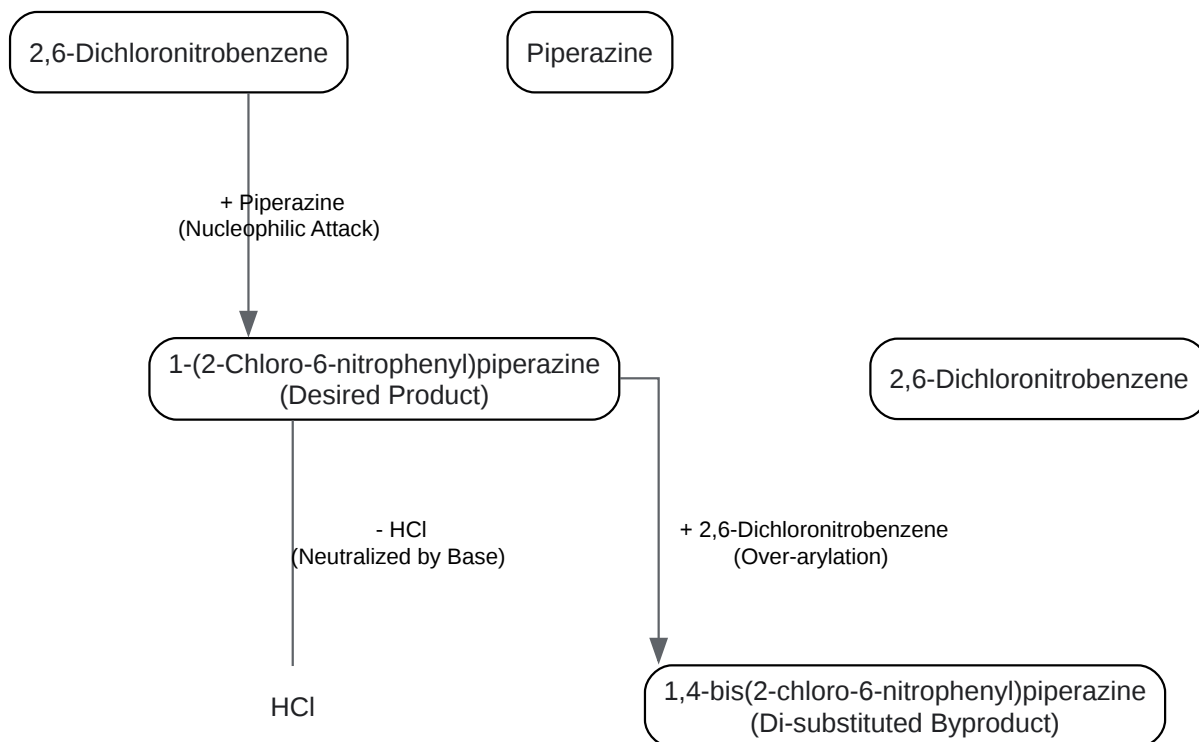 2,6-Dichloronitrobenzene
Piperazine
+ Piperazine
(Nucleophilic Attack)
1-(2-Chloro-6-nitrophenyl)piperazine
(Desired Product)
2,6-Dichloronitrobenzene
- HCl
(Neutralized by Base)
+ 2,6-Dichloronitrobenzene
(Over-arylation)
HCl
1,4-bis(2-chloro-6-nitrophenyl)piperazine
(Di-substituted Byproduct)